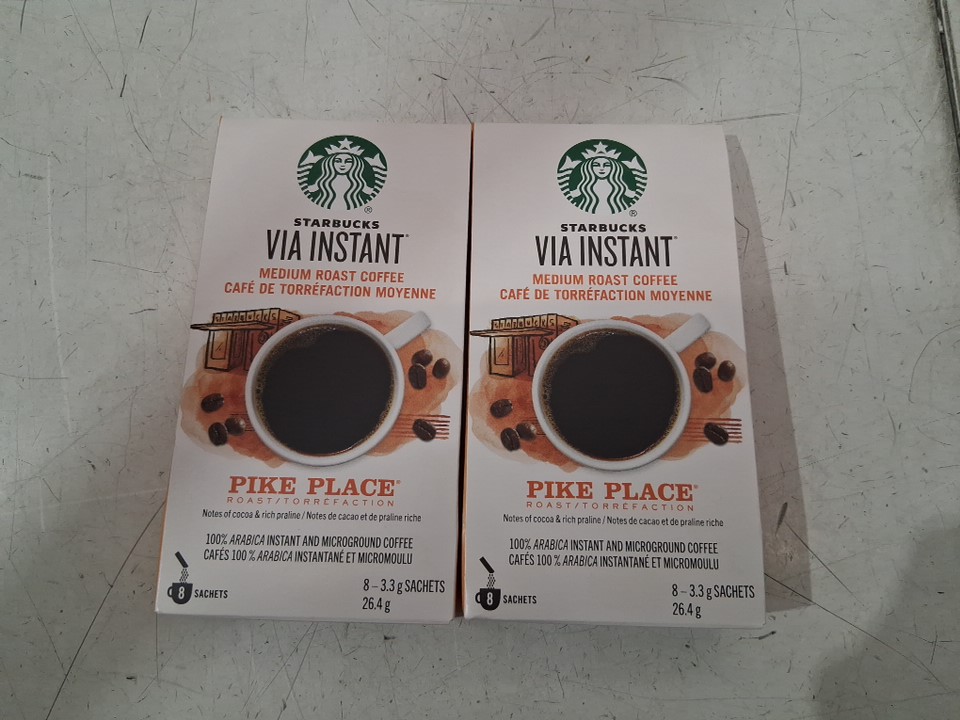 STARBUCKS
VIA INSTANT®
MEDIUM ROAST COFFEE
CAFÉ DE TORRÉFACTION MOYENNE
STARBUCKS
PIKE PLACE®
ROAST/TORRÉFACTION
Notes of cocoa & rich praline / Notes de cacao et de praline riche
100% ARABICA INSTANT AND MICROGROUND COFFEE
CAFÉS 100 % ARABICA INSTANTANÉ ET MICROMOULU
8 SACHETS
8 – 3.3 g SACHETS
26.4 g
STARBUCKS
VIA INSTANT®
MEDIUM ROAST COFFEE
CAFÉ DE TORRÉFACTION MOYENNE
STARBUCKS
PIKE PLACE®
ROAST/TORRÉFACTION
Notes of cocoa & rich praline / Notes de cacao et de praline riche
100% ARABICA INSTANT AND MICROGROUND COFFEE
CAFÉS 100 % ARABICA INSTANTANÉ ET MICROMOULU
8 SACHETS
8 – 3.3 g SACHETS
26.4 g